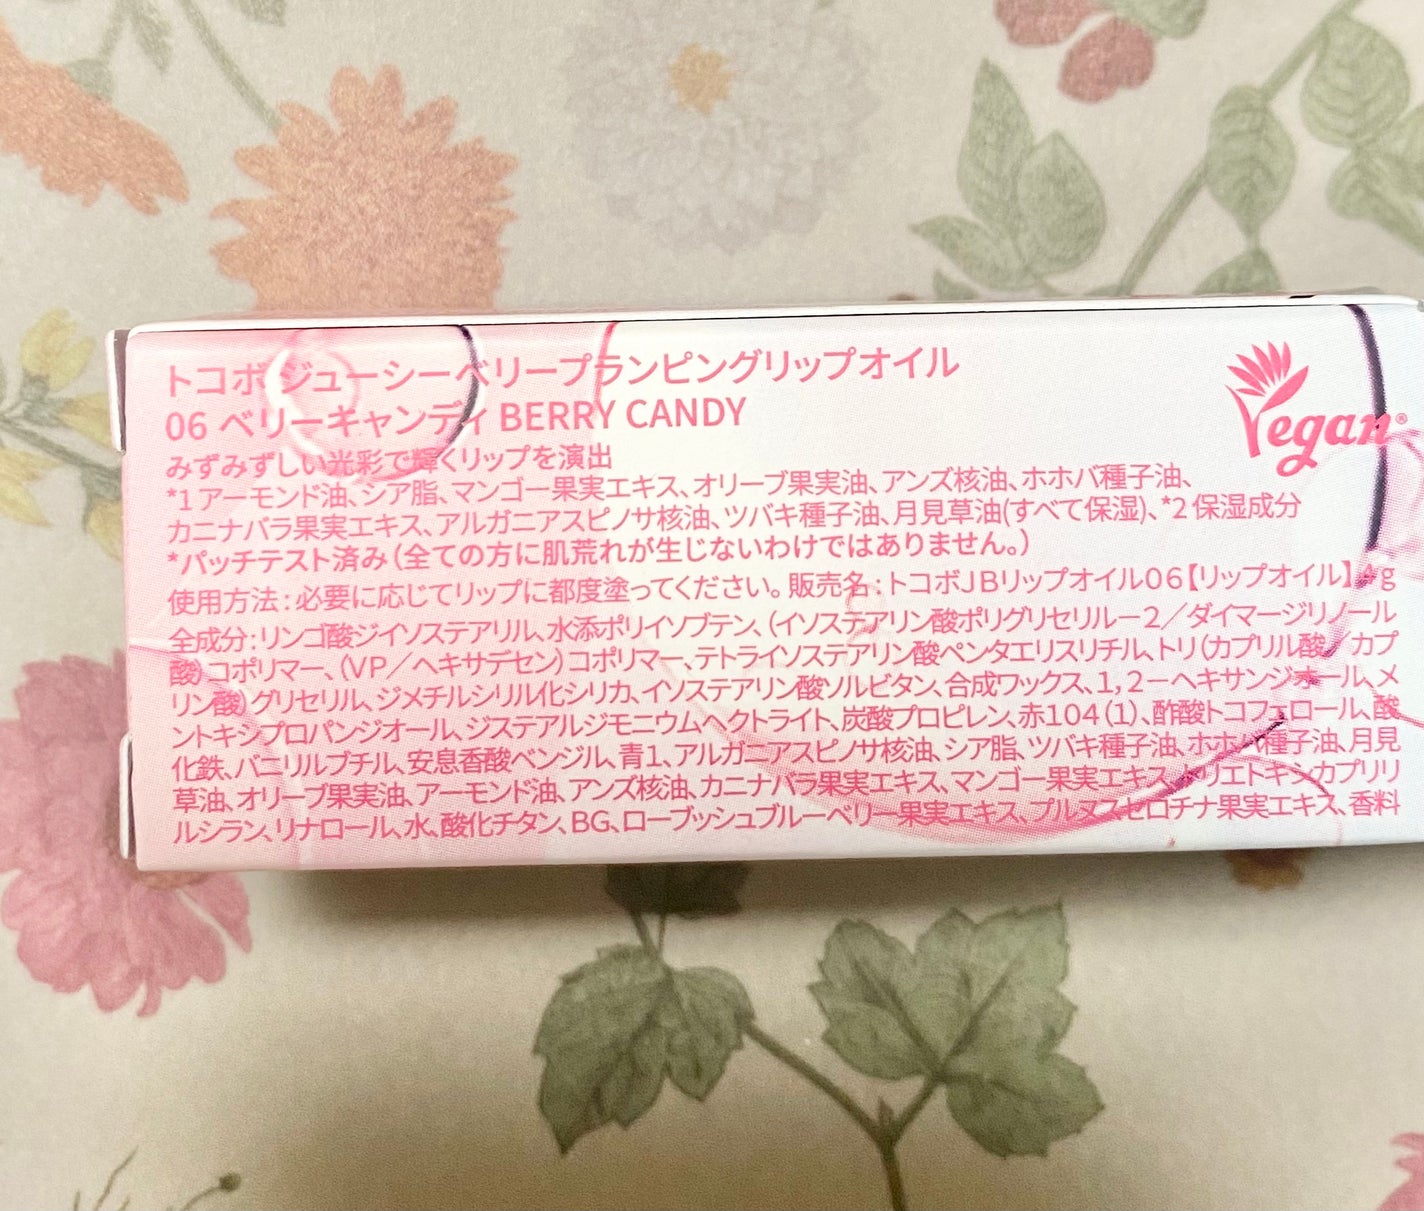 トコボ ジューシーベリープランピングリップオイル
06 ベリーキャンディ BERRY CANDY
みずみずしい光彩で輝くリップを演出
*1 アーモンド油、シア脂、マンゴー果実エキス、オリーブ果実油、アンズ核油、ホホバ種子油、
カニナバラ果実エキス、アルガニアスピノサ核油、ツバキ種子油、月見草油(すべて保湿)、*2 保湿成分
*パッチテスト済み（全ての方に肌荒れが生じないわけではありません。）
使用方法：必要に応じてリップに都度塗ってください。販売名：トコボJBリップオイル06【リップオイル】4g
全成分：リンゴ酸ジイソステアリル、水添ポリイソブテン、（イソステアリン酸ポリグリセリルー2／ダイマージリノール
酸）コポリマー、（VP／ヘキサデセン）コポリマー、テトライソステアリン酸ペンタエリスリチル、トリ（カプリル酸／カプ
リン酸）グリセリル、ジメチルシリル化シリカ、イソステアリン酸ソルビタン、合成ワックス、1，2ーヘキサンジオール、メ
ントキシプロパンジオール、ジステアルジモニウムヘクトライト、炭酸プロピレン、赤104（1）、酢酸トコフェロール、酸
化鉄、バニリルブチル、安息香酸ベンジル、青1、アルガニアスピノサ核油、シア脂、ツバキ種子油、ホホバ種子油、月見
草油、オリーブ果実油、アーモンド油、アンズ核油、カニナバラ果実エキス、マンゴー果実エキス、トリエトキシカプリリ
ルシラン、リナロール、水、酸化チタン、BG、ローブッシュブルーベリー果実エキス、プルヌスセロチナ果実エキス、香料
Vegan®